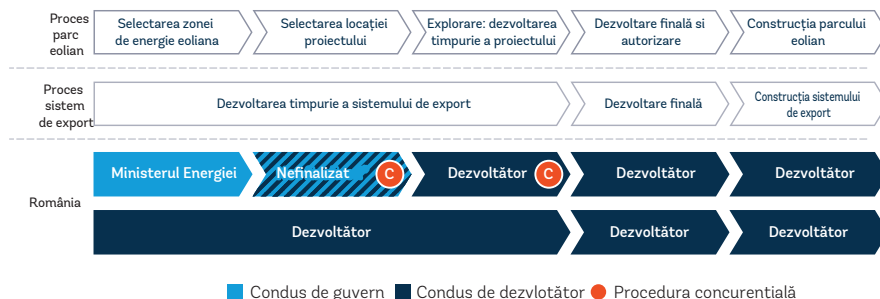 Proces
parc
eolian
Selectarea zonei
de energie eoliana
Selectarea locației
proiectului
Explorare: dezvoltarea
timpurie a proiectului
Dezvoltare finală si
autorizare
Construcția parcului
eolian
Proces
sistem
de export
Dezvoltarea timpurie a sistemului de export
Dezvoltare finală
Construcția sistemului
de export
România
Ministerul Energiei
Nefinalizat
C
Dezvoltător
C
Dezvoltător
Dezvoltător
Dezvoltător
Dezvoltător
Dezvoltător
Condus de guvern
Condus de dezvlotător
Procedura concurențială